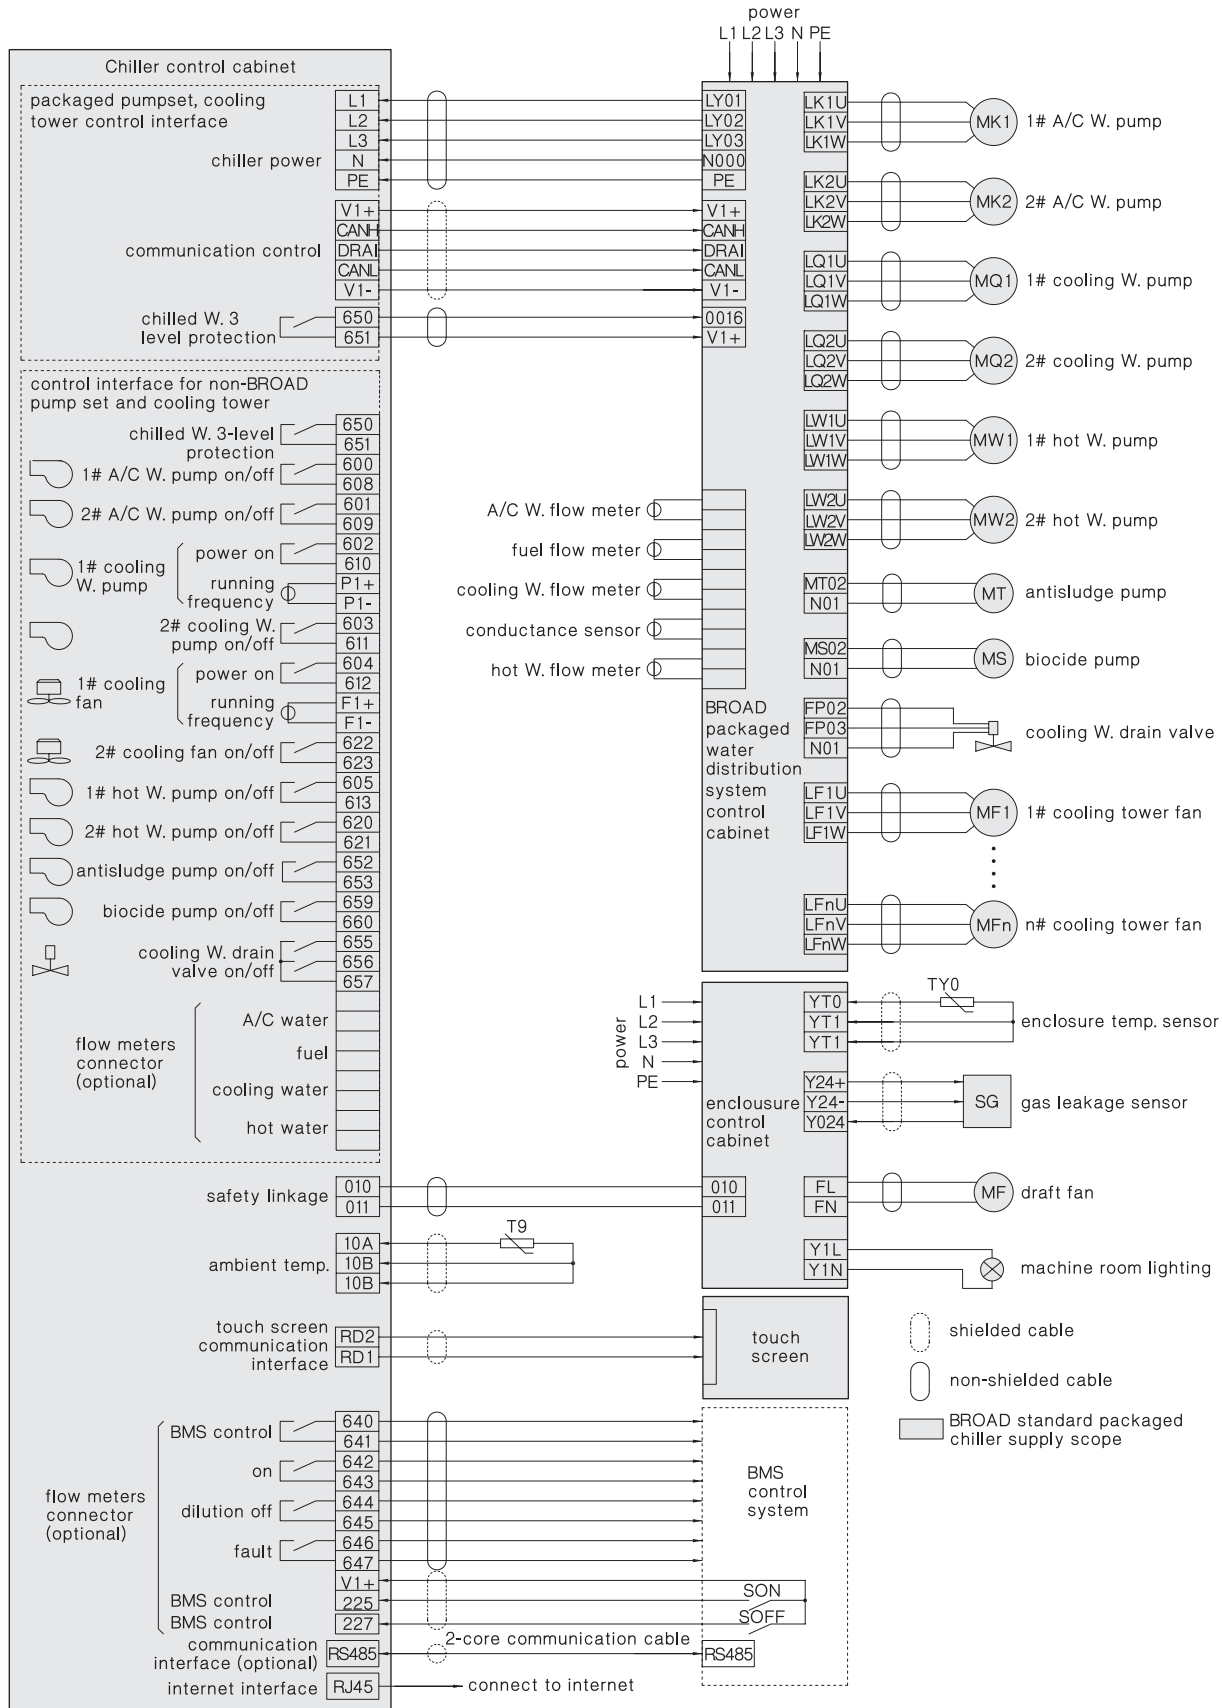 power
L1 L2 L3 N PE
Chiller control cabinet
packaged pumpset, cooling
tower control interface
chiller power
L1
L2
L3
N
PE
LY01
LY02
LY03
N000
PE
communication control
V1+
CANH
DRAI
CANL
V1-
V1+
CANH
DRAI
CANL
V1-
chilled W. 3
level protection
650
651
0016
V1+
control interface for non-BROAD
pump set and cooling tower
chilled W. 3-level
protection
650
651
1# A/C W. pump on/off
600
608
2# A/C W. pump on/off
601
609
1# cooling
W. pump
power on
602
610
running
frequency
P1+
P1-
2# cooling W.
pump on/off
603
611
1# cooling
fan
power on
604
612
running
frequency
F1+
F1-
2# cooling fan on/off
622
623
1# hot W. pump on/off
605
613
2# hot W. pump on/off
620
621
antisludge pump on/off
652
653
biocide pump on/off
659
660
cooling W. drain
valve on/off
655
656
657
flow meters
connector
(optional)
A/C water
fuel
cooling water
hot water
safety linkage
010
011
ambient temp.
10A
10B
10B
T9
touch screen
communication
interface
RD2
RD1
flow meters
connector
(optional)
BMS control
640
641
on
642
643
dilution off
644
645
fault
646
647
V1+
BMS control
225
BMS control
227
communication
interface (optional)
RS485
2-core communication cable
RS485
internet interface
RJ45
connect to internet
SON
SOFF
A/C W. flow meter
fuel flow meter
cooling W. flow meter
conductance sensor
hot W. flow meter
BROAD
packaged
water
distribution
system
control
cabinet
LK1U
LK1V
LK1W
MK1
1# A/C W. pump
LK2U
LK2V
LK2W
MK2
2# A/C W. pump
LQ1U
LQ1V
LQ1W
MQ1
1# cooling W. pump
LQ2U
LQ2V
LQ2W
MQ2
2# cooling W. pump
LW1U
LW1V
LW1W
MW1
1# hot W. pump
LW2U
LW2V
LW2W
MW2
2# hot W. pump
MT02
N01
MT
antisludge pump
MS02
N01
MS
biocide pump
FP02
FP03
N01
cooling W. drain valve
LF1U
LF1V
LF1W
MF1
1# cooling tower fan
LFnU
LFnV
LFnW
MFn
n# cooling tower fan
power
L1
L2
L3
N
PE
enclousure
control
cabinet
YT0
YT1
YT1
TY0
enclosure temp. sensor
Y24+
Y24-
Y024
SG
gas leakage sensor
010
011
FL
FN
MF
draft fan
Y1L
Y1N
machine room lighting
touch
screen
BMS
control
system
shielded cable
non-shielded cable
BROAD standard packaged
chiller supply scope